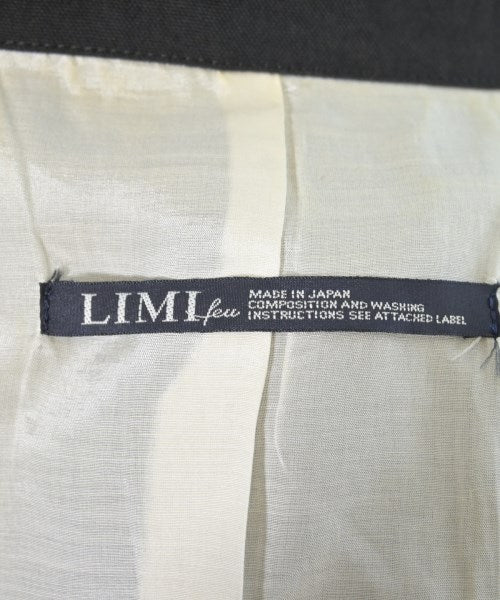 LIMI feu
MADE IN JAPAN
COMPOSITION AND WASHING
INSTRUCTIONS SEE ATTACHED LABEL